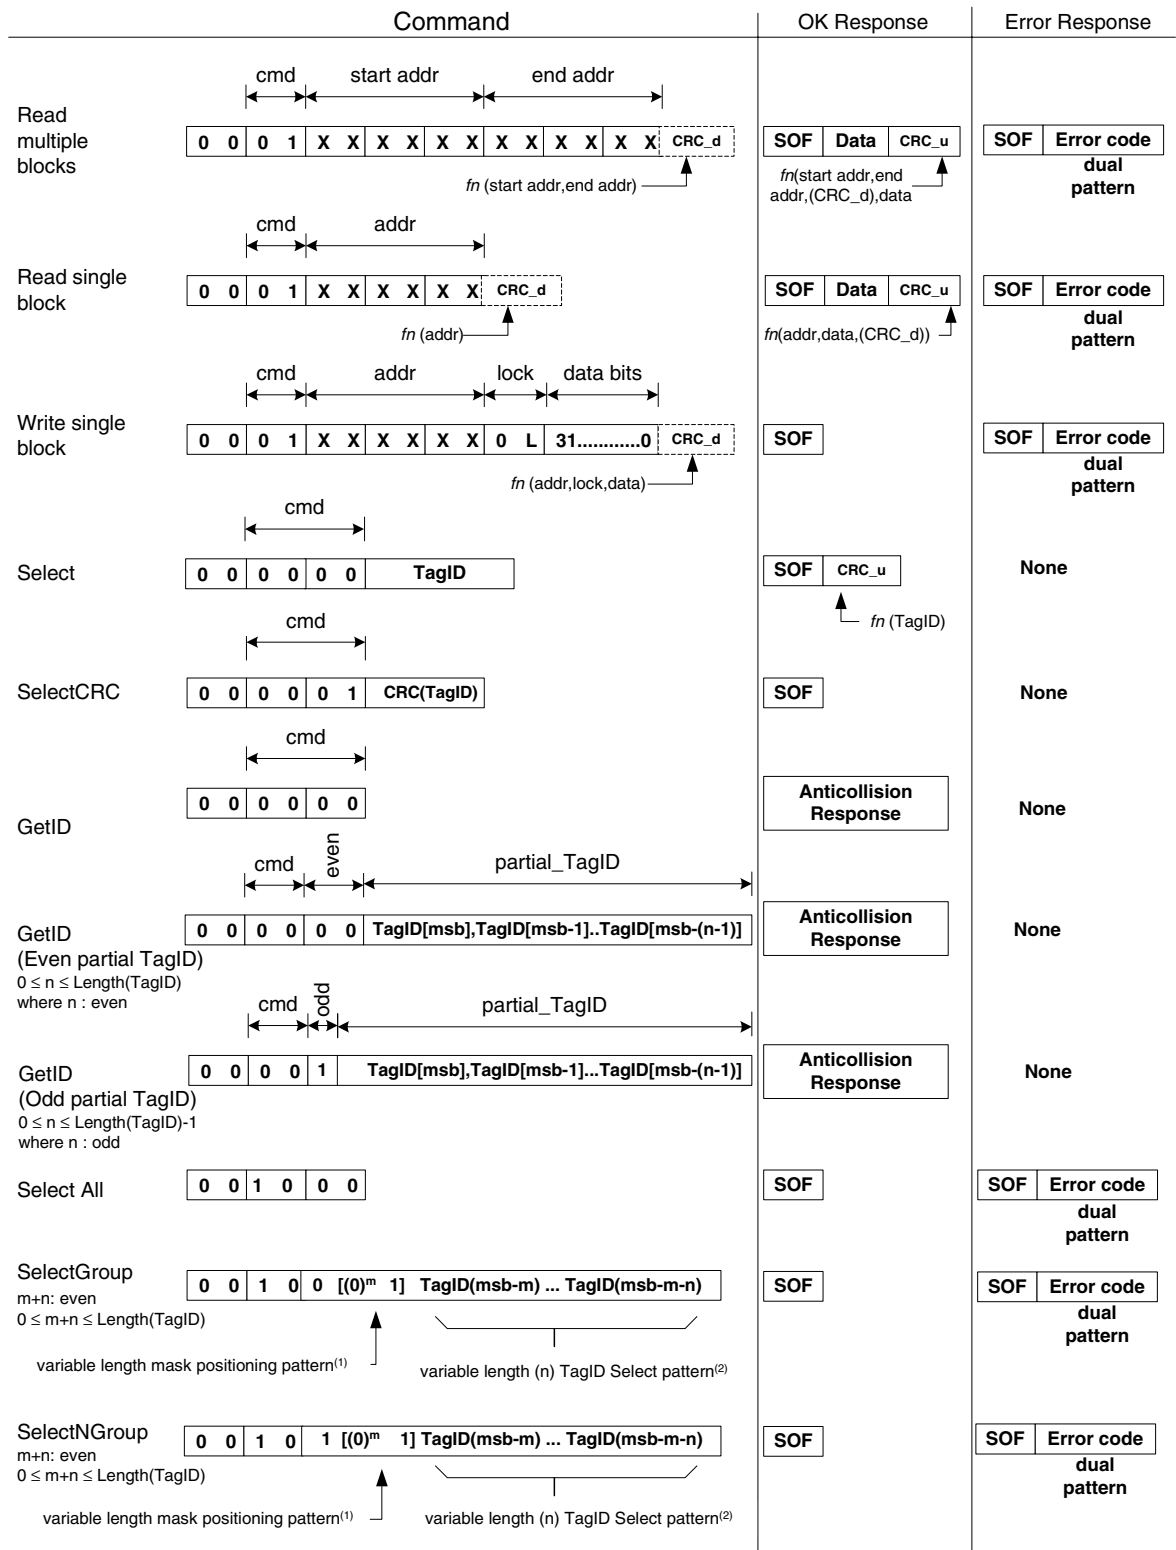 Command OK Response Error Response
cmd start addr end addr
Read
multiple
blocks
0 0 0 1 X X X X X X X X X X X X CRC_d
SOF Data CRC_u
SOF Error code
dual
pattern
fn (start addr,end addr)
fn(start addr,end
addr,(CRC_d),data
cmd addr
Read single
block
0 0 0 1 X X X X X X CRC_d
SOF Data CRC_u
SOF Error code
dual
pattern
fn (addr)
fn(addr,data,(CRC_d))
cmd addr lock data bits
Write single
block
0 0 0 1 X X X X X X 0 L 31............0 CRC_d
SOF
SOF Error code
dual
pattern
fn (addr,lock,data)
cmd
Select
0 0 0 0 0 0 TagID
SOF CRC_u
None
fn (TagID)
cmd
SelectCRC
0 0 0 0 0 1 CRC(TagID)
SOF
None
cmd
GetID
0 0 0 0 0 0
Anticollision
Response
None
cmd even partial_TagID
GetID
(Even partial TagID)
0 ≤ n ≤ Length(TagID)
where n : even
0 0 0 0 0 0 TagID[msb],TagID[msb-1]..TagID[msb-(n-1)]
Anticollision
Response
None
cmd odd partial_TagID
GetID
(Odd partial TagID)
0 ≤ n ≤ Length(TagID)-1
where n : odd
0 0 0 0 1 TagID[msb],TagID[msb-1]...TagID[msb-(n-1)]
Anticollision
Response
None
Select All
0 0 1 0 0 0
SOF
SOF Error code
dual
pattern
SelectGroup
m+n: even
0 ≤ m+n ≤ Length(TagID)
0 0 1 0 0 [(0)ᵐ 1] TagID(msb-m) ... TagID(msb-m-n)
SOF
SOF Error code
dual
pattern
variable length mask positioning pattern⁽¹⁾
variable length (n) TagID Select pattern⁽²⁾
SelectNGroup
m+n: even
0 ≤ m+n ≤ Length(TagID)
0 0 1 0 1 [(0)ᵐ 1] TagID(msb-m) ... TagID(msb-m-n)
SOF
SOF Error code
dual
pattern
variable length mask positioning pattern⁽¹⁾
variable length (n) TagID Select pattern⁽²⁾